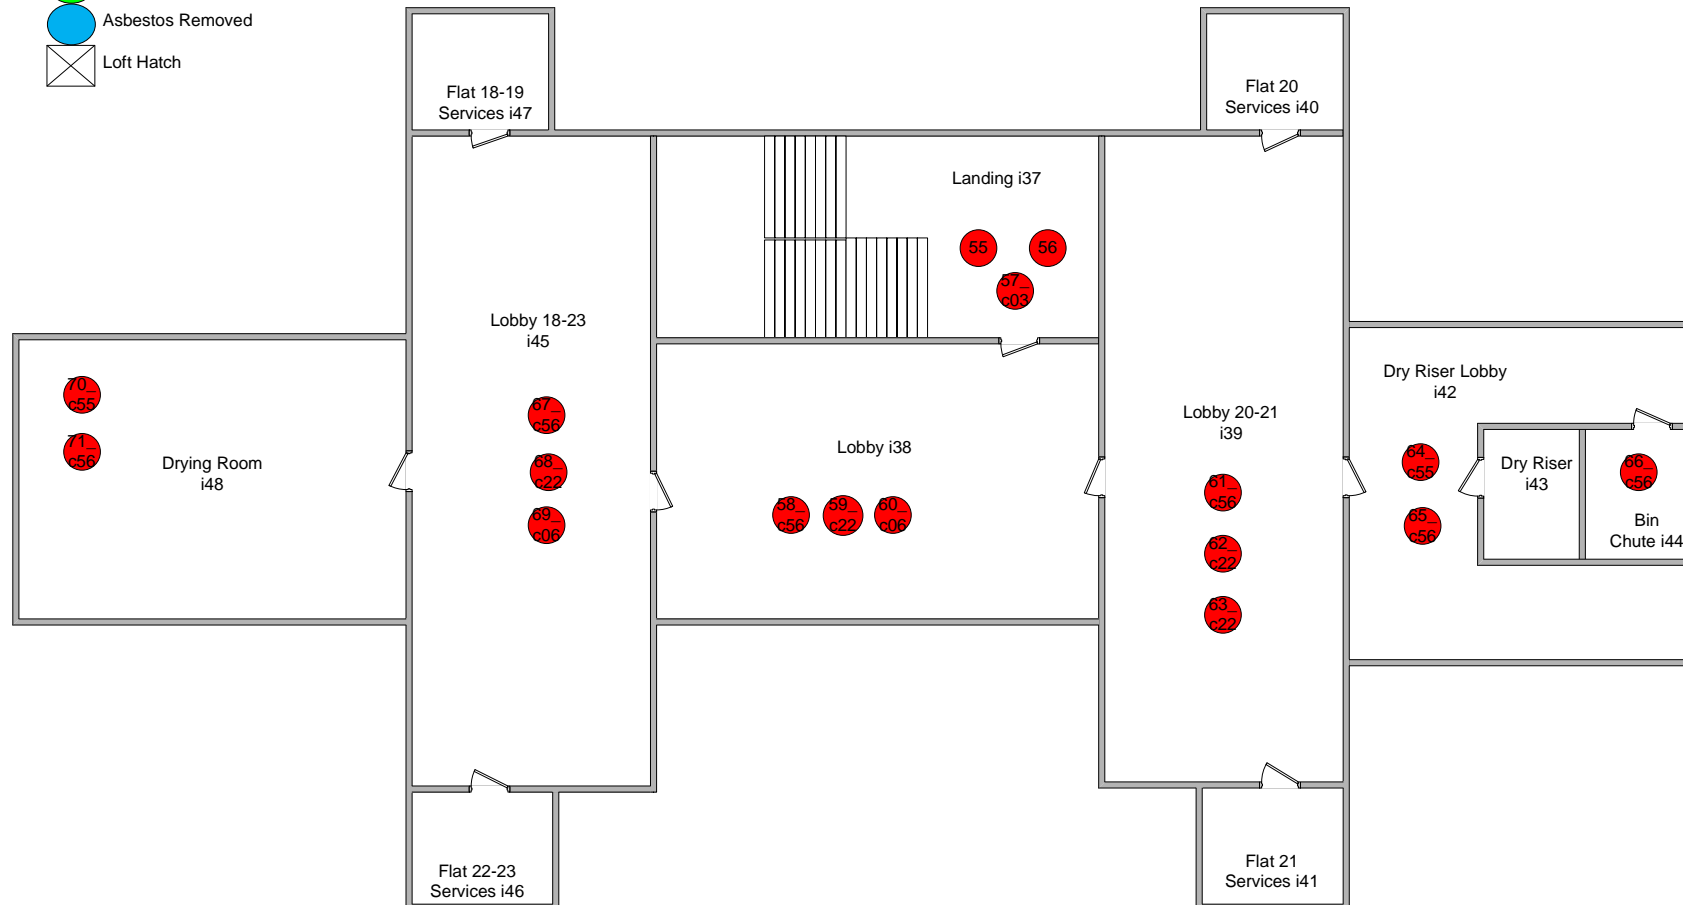 Asbestos Removed
Loft Hatch
Flat 18-19
Services i47
Flat 20
Services i40
Landing i37
55
56
57_
c03
Lobby 18-23
i45
Dry Riser Lobby
i42
70_
c55
67_
c56
Lobby 20-21
i39
71_
c56
Drying Room
i48
68_
c22
Lobby i38
64_
c55
Dry Riser
i43
66_
c56
69_
c06
58_
c56
59_
c22
60_
c06
61_
c56
65_
c56
Bin
Chute i44
62_
c22
63_
c22
Flat 22-23
Services i46
Flat 21
Services i41